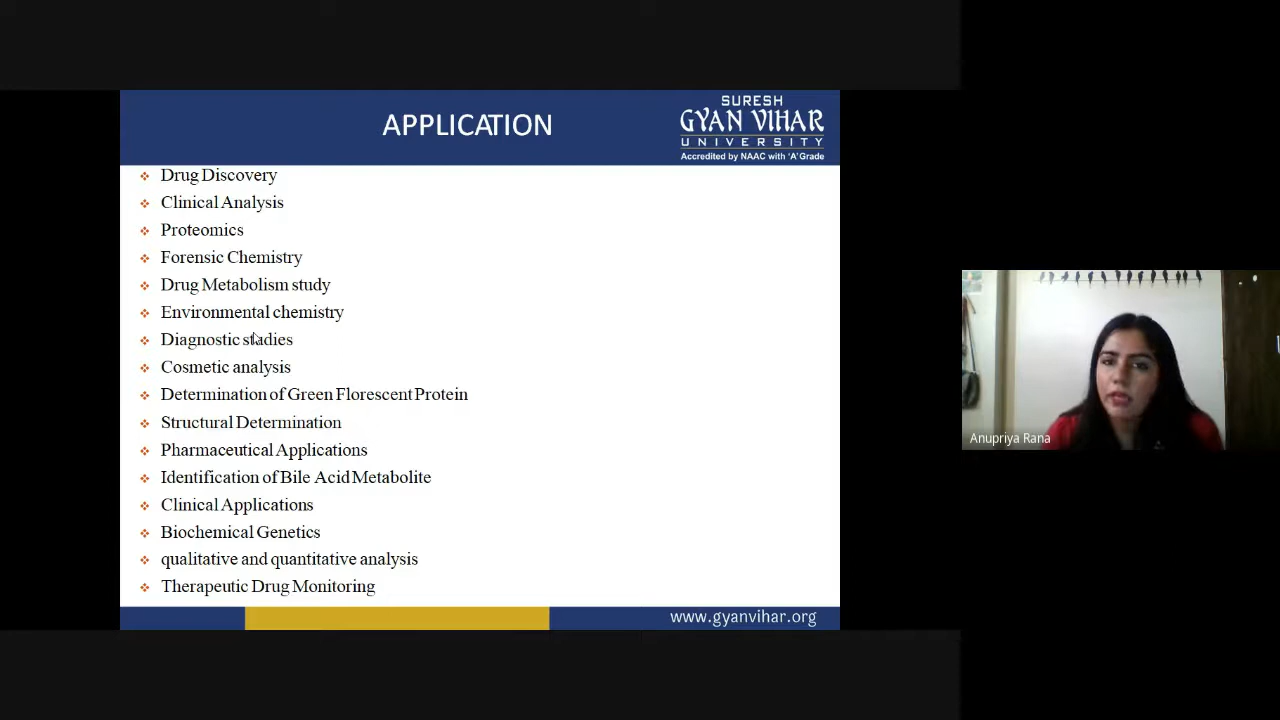 APPLICATION
SURESH
GYAN VIHAR
UNIVERSITY
Accredited by NAAC with 'A' Grade
Drug Discovery
Clinical Analysis
Proteomics
Forensic Chemistry
Drug Metabolism study
Environmental chemistry
Diagnostic studies
Cosmetic analysis
Determination of Green Florescent Protein
Structural Determination
Pharmaceutical Applications
Identification of Bile Acid Metabolite
Clinical Applications
Biochemical Genetics
qualitative and quantitative analysis
Therapeutic Drug Monitoring
www.gyanvihar.org
Anupriya Rana